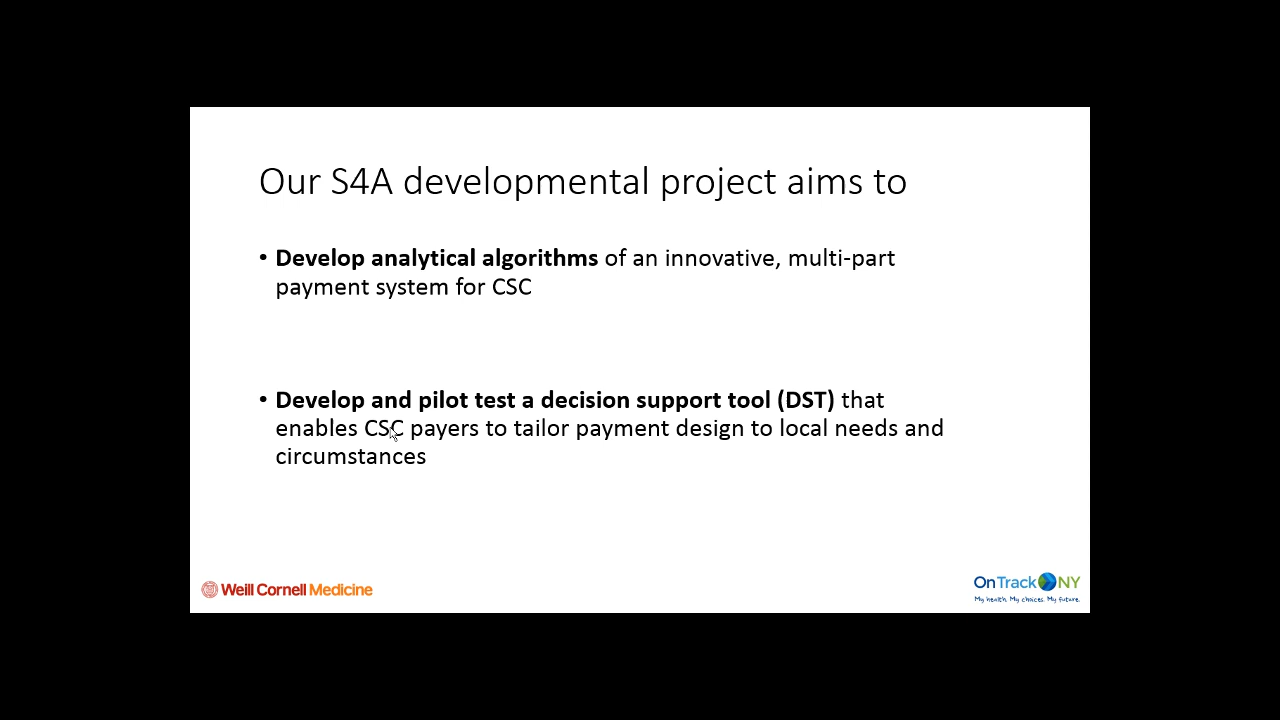 Our S4A developmental project aims to
• Develop analytical algorithms of an innovative, multi-part
payment system for CSC
• Develop and pilot test a decision support tool (DST) that
enables CSC payers to tailor payment design to local needs and
circumstances
Weill Cornell Medicine
OnTrack NY
My health. My choices. My future.